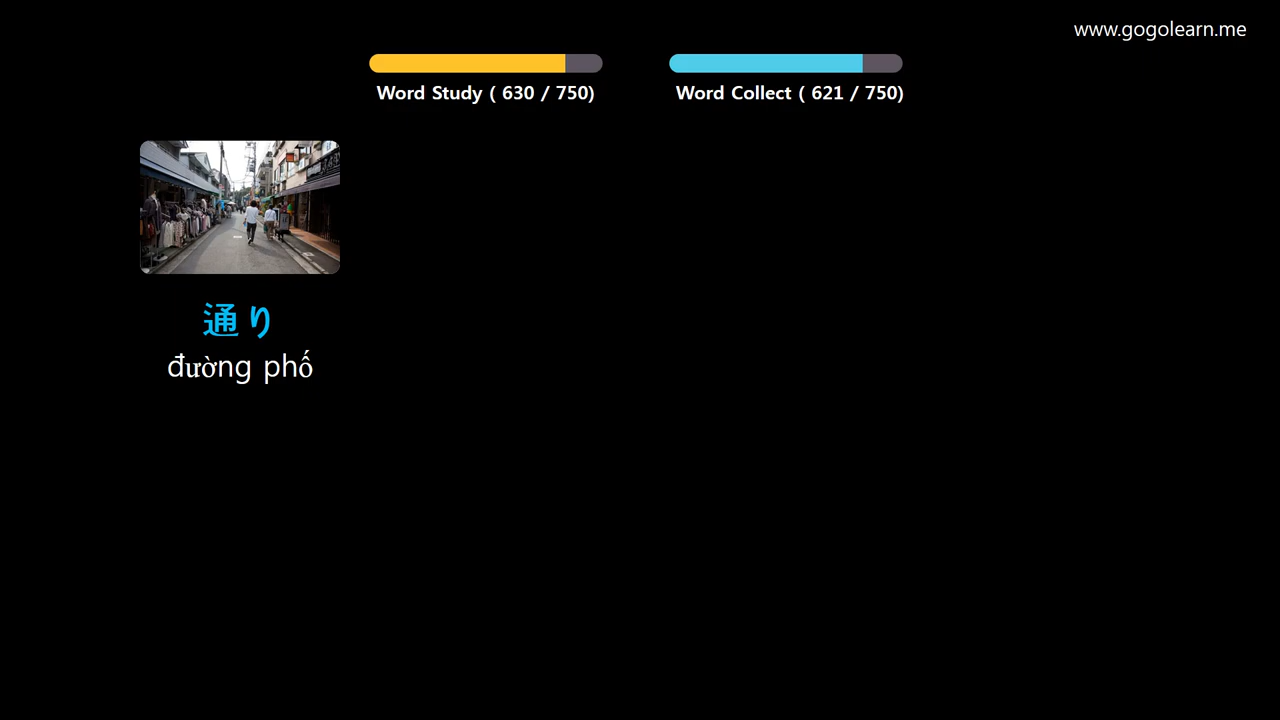 www.gogolearn.me
Word Study ( 630 / 750)
Word Collect ( 621 / 750)
通り
đường phố